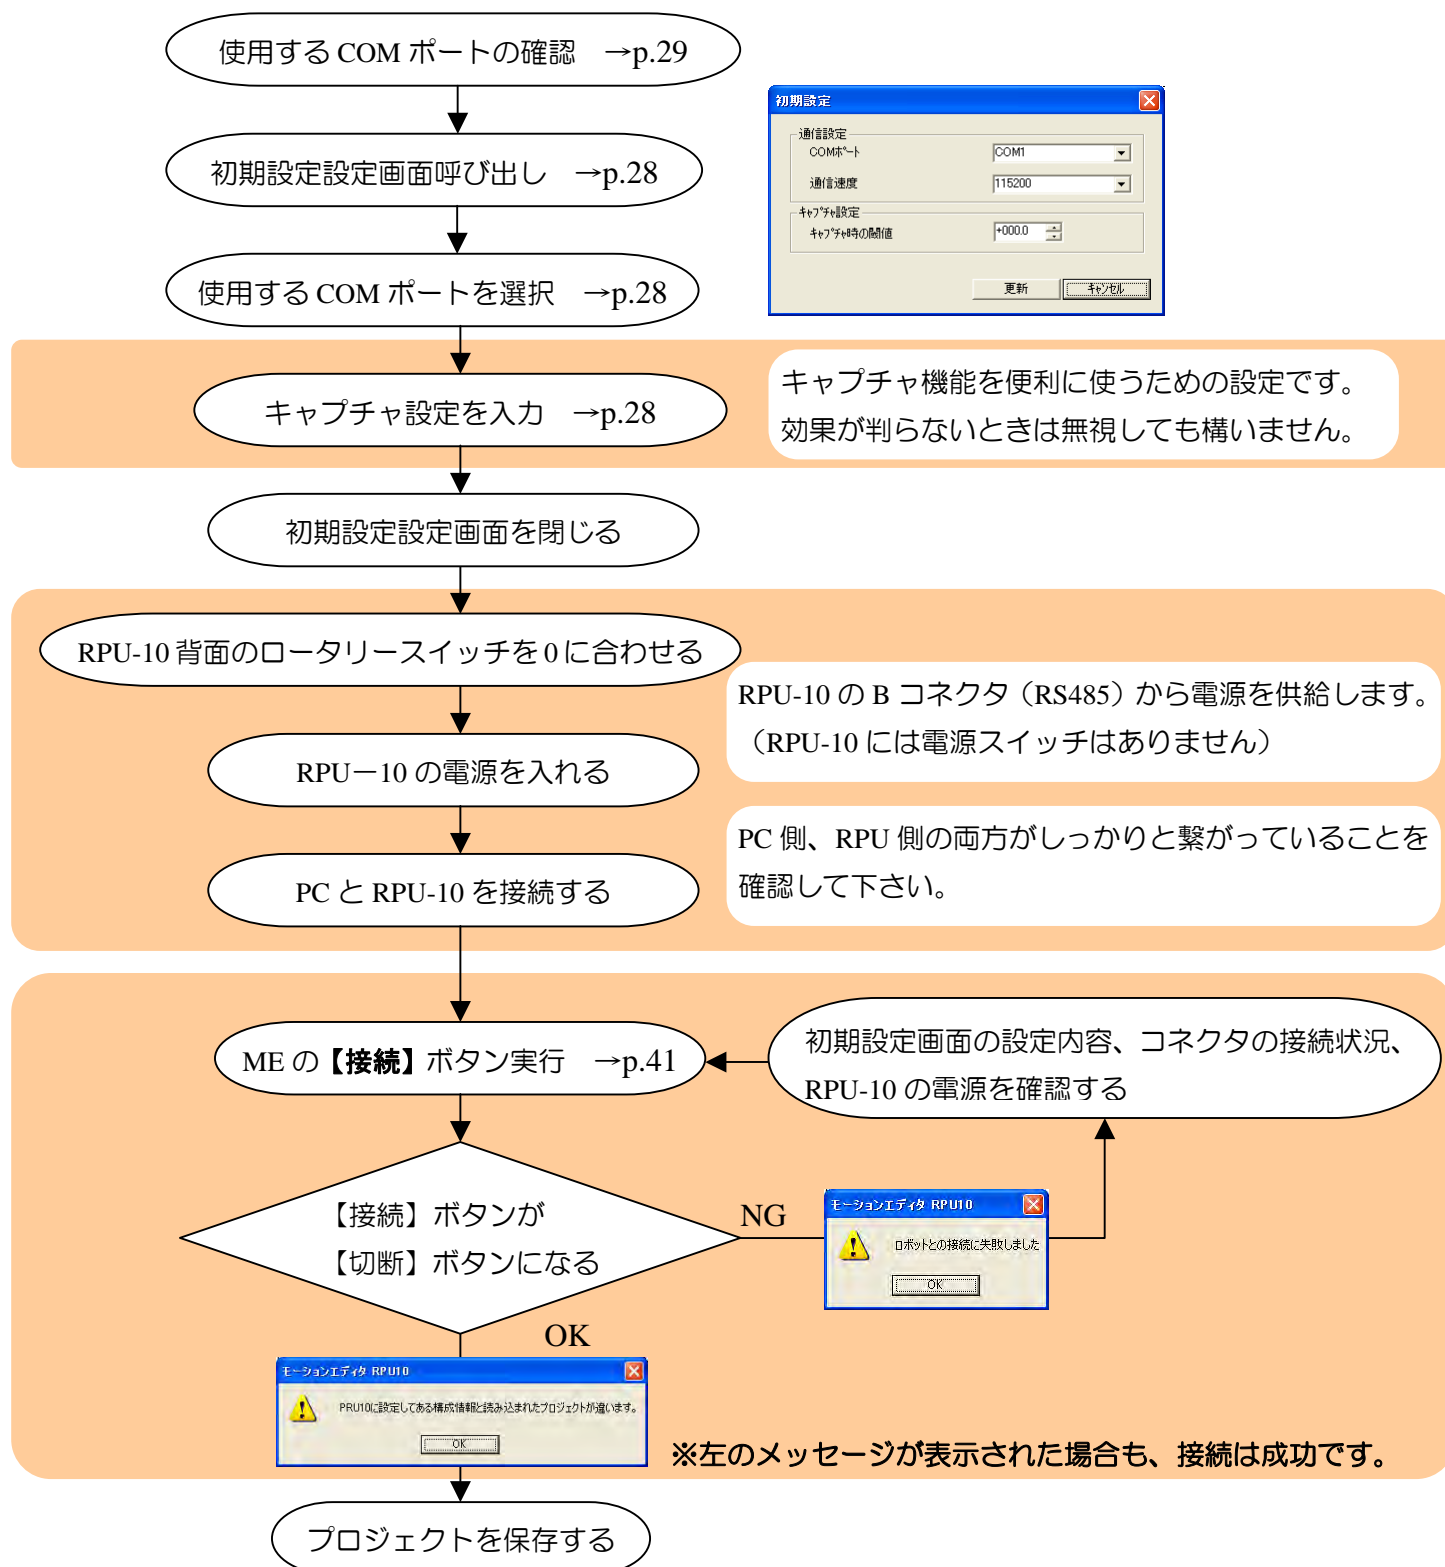 使用する COM ポートの確認　→p.29
初期設定設定画面呼び出し　→p.28
使用する COM ポートを選択　→p.28
初期設定
通信設定
COMﾎﾟｰﾄ
COM1
通信速度
115200
ｷｬﾌﾟﾁｬ設定
ｷｬﾌﾟﾁｬ時の閾値
+000.0
更新
ｷｬﾝｾﾙ
キャプチャ設定を入力　→p.28
キャプチャ機能を便利に使うための設定です。
効果が判らないときは無視しても構いません。
初期設定設定画面を閉じる
RPU-10 背面のロータリースイッチを 0 に合わせる
RPU-10 の B コネクタ（RS485）から電源を供給します。
（RPU-10 には電源スイッチはありません）
RPU－10 の電源を入れる
PC 側、RPU 側の両方がしっかりと繋がっていることを
確認して下さい。
PC と RPU-10 を接続する
ME の【接続】ボタン実行　→p.41
初期設定画面の設定内容、コネクタの接続状況、
RPU-10 の電源を確認する
【接続】ボタンが
【切断】ボタンになる
NG
モーションエディタ RPU10
ロボットとの接続に失敗しました
OK
OK
モーションエディタ RPU10
PRU10に設定してある構成情報と読み込まれたプロジェクトが違います。
OK
※左のメッセージが表示された場合も、接続は成功です。
プロジェクトを保存する